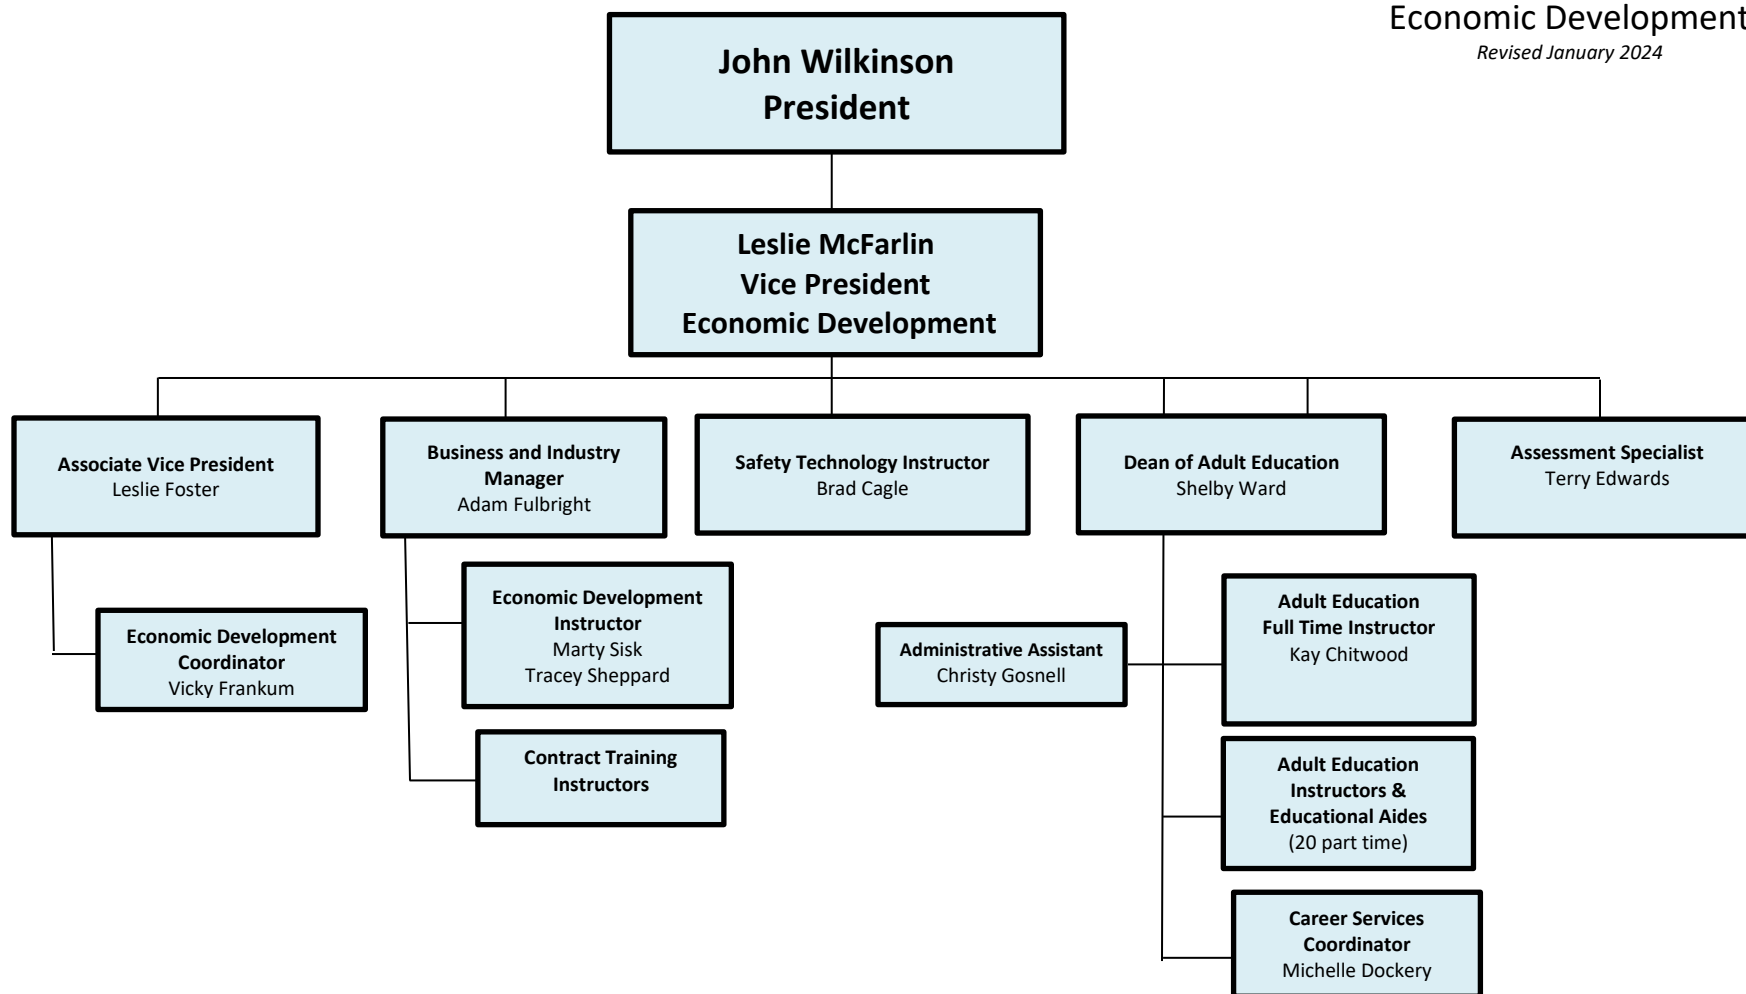 Economic Development
Revised January 2024
John Wilkinson
President
Leslie McFarlin
Vice President
Economic Development
Associate Vice President
Leslie Foster
Business and Industry
Manager
Adam Fulbright
Safety Technology Instructor
Brad Cagle
Dean of Adult Education
Shelby Ward
Assessment Specialist
Terry Edwards
Economic Development
Coordinator
Vicky Frankum
Economic Development
Instructor
Marty Sisk
Tracey Sheppard
Contract Training
Instructors
Administrative Assistant
Christy Gosnell
Adult Education
Full Time Instructor
Kay Chitwood
Adult Education
Instructors &
Educational Aides
(20 part time)
Career Services
Coordinator
Michelle Dockery